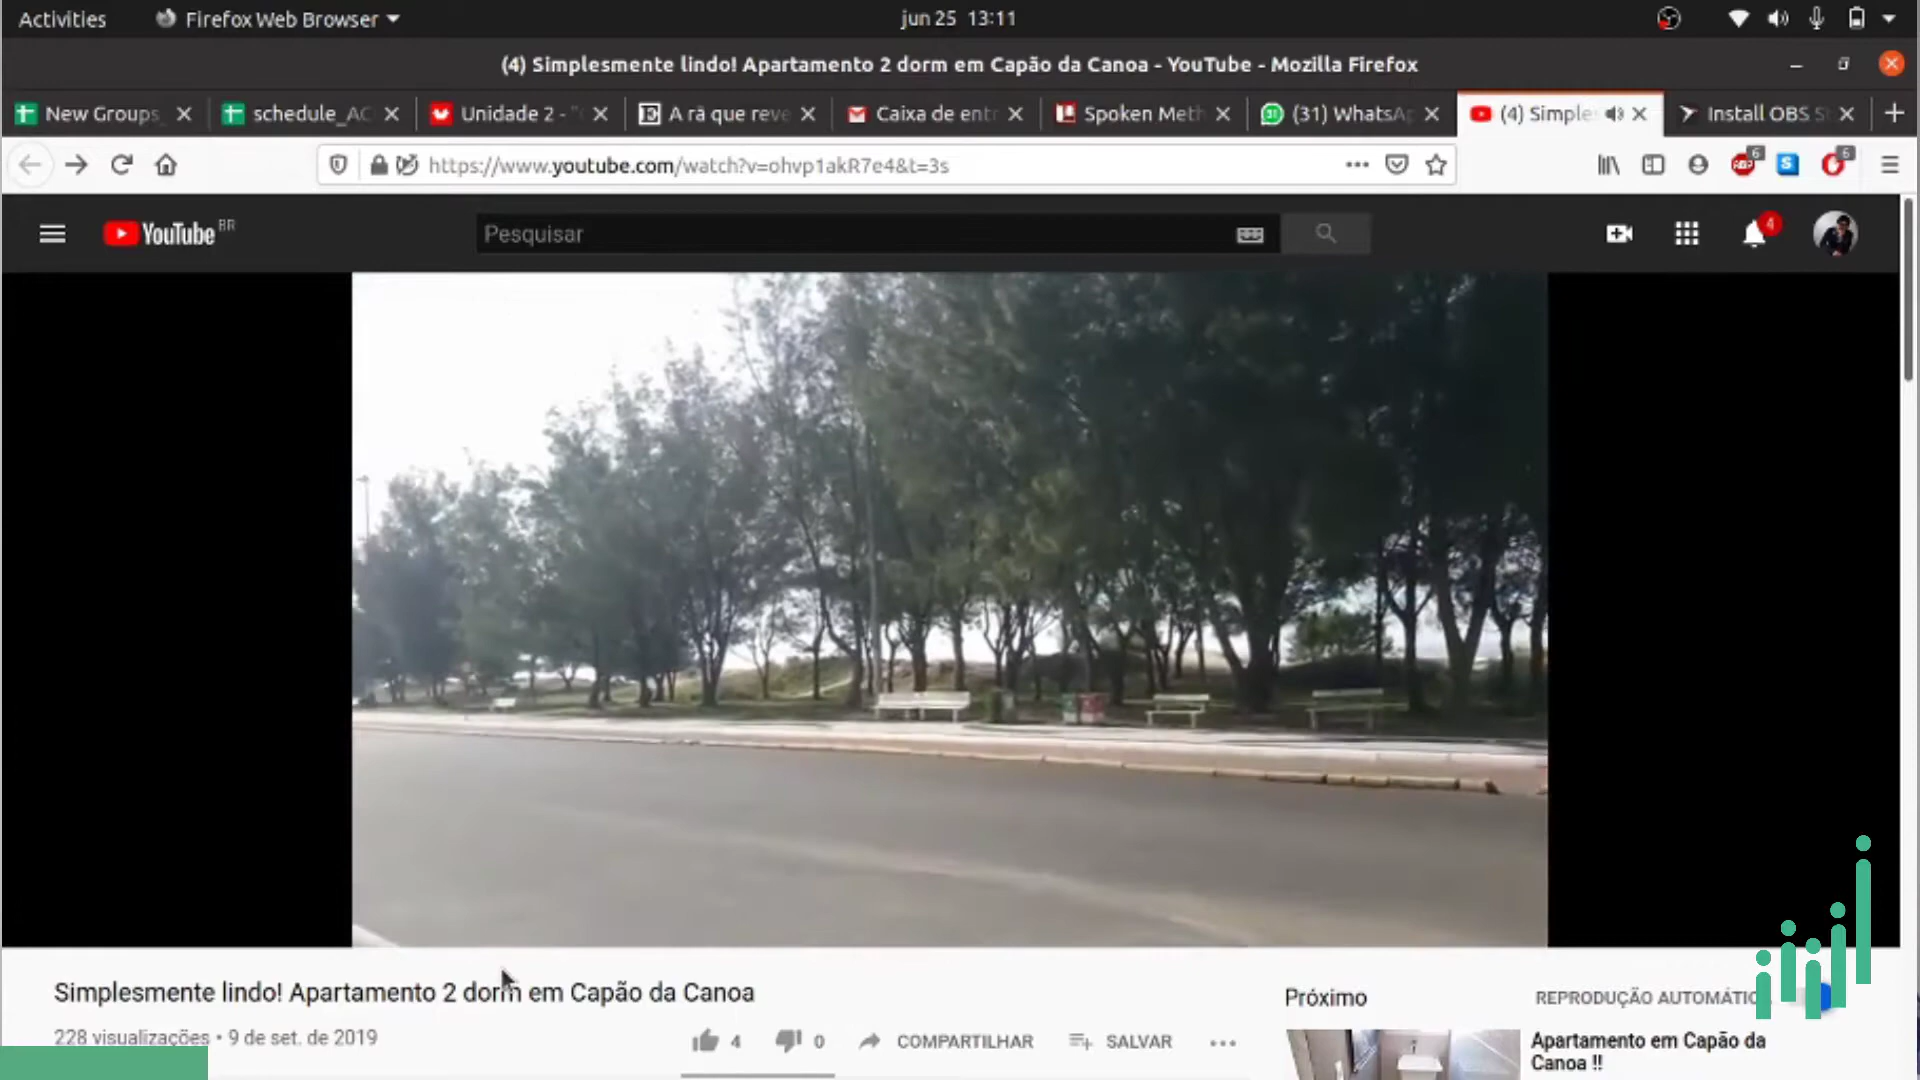 Activities
Firefox Web Browser
jun 25 13:11
(4) Simplesmente lindo! Apartamento 2 dorm em Capão da Canoa - YouTube - Mozilla Firefox
New Groups
schedule_AC
Unidade 2 - "
A rã que reve
Caixa de entr
Spoken Meth
(31) WhatsAp
(4) Simples
Install OBS S
https://www.youtube.com/watch?v=ohvp1akR7e4&t=3s
6
6
YouTube BR
Pesquisar
4
Simplesmente lindo! Apartamento 2 dorm em Capão da Canoa
228 visualizações • 9 de set. de 2019
4
0
COMPARTILHAR
SALVAR
Próximo
REPRODUÇÃO AUTOMÁTIC
Apartamento em Capão da
Canoa !!